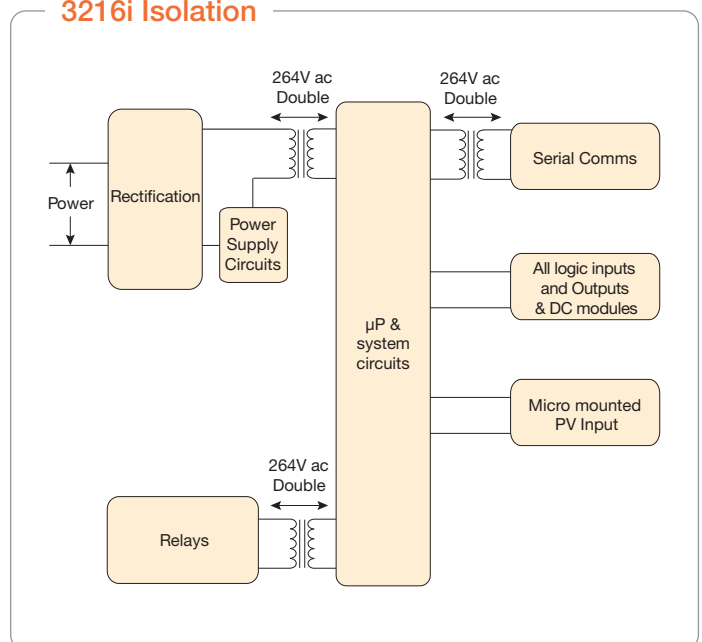 3216i Isolation
264V ac
Double
264V ac
Double
Power
Rectification
Power
Supply
Circuits
Serial Comms
All logic inputs
and Outputs
& DC modules
µP &
system
circuits
Micro mounted
PV Input
264V ac
Double
Relays